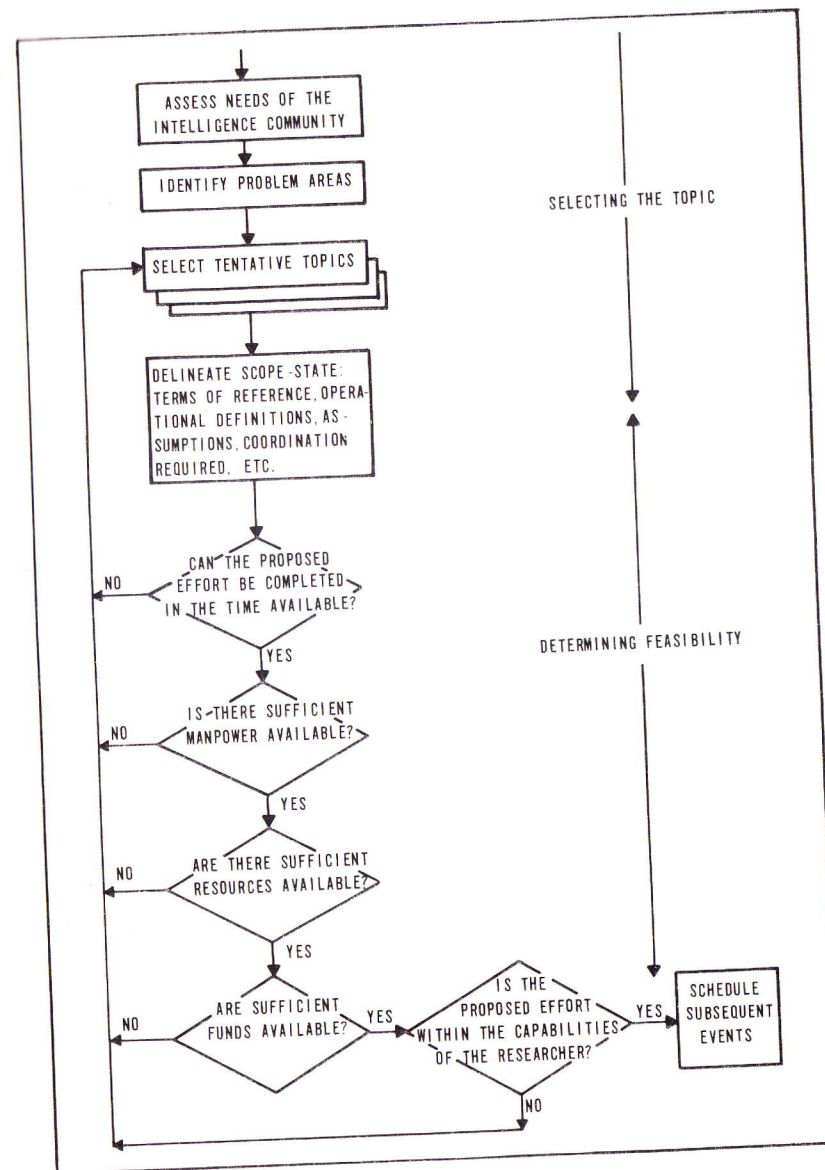 ASSESS NEEDS OF THE
INTELLIGENCE COMMUNITY
IDENTIFY PROBLEM AREAS
SELECTING THE TOPIC
SELECT TENTATIVE TOPICS
DELINEATE SCOPE-STATE:
TERMS OF REFERENCE, OPERA-
TIONAL DEFINITIONS, AS-
SUMPTIONS, COORDINATION
REQUIRED, ETC.
CAN THE PROPOSED
EFFORT BE COMPLETED
IN THE TIME AVAILABLE?
NO
YES
DETERMINING FEASIBILITY
IS THERE SUFFICIENT
MANPOWER AVAILABLE?
NO
YES
ARE THERE SUFFICIENT
RESOURCES AVAILABLE?
NO
YES
ARE SUFFICIENT
FUNDS AVAILABLE?
NO
YES
IS THE
PROPOSED EFFORT
WITHIN THE CAPABILITIES
OF THE RESEARCHER?
YES
NO
SCHEDULE
SUBSEQUENT
EVENTS